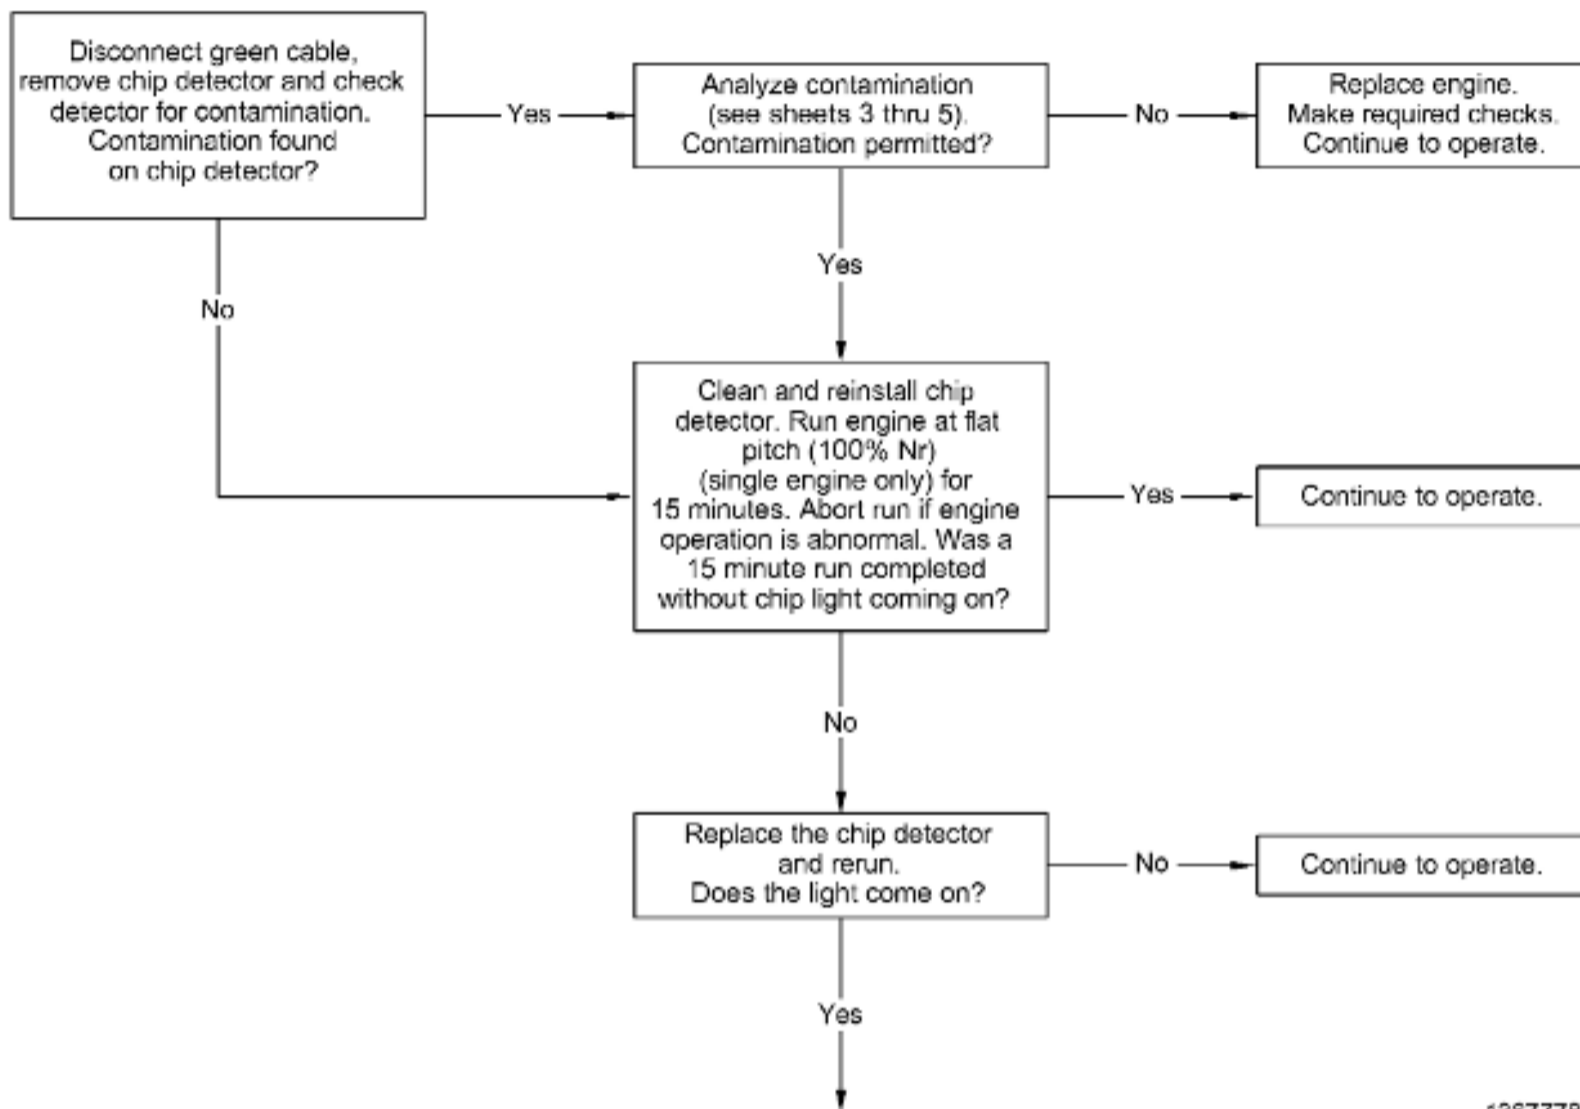 Disconnect green cable,
remove chip detector and check
detector for contamination.
Contamination found
on chip detector?
Yes
Analyze contamination
(see sheets 3 thru 5).
Contamination permitted?
No
Replace engine.
Make required checks.
Continue to operate.
Yes
No
Clean and reinstall chip
detector. Run engine at flat
pitch (100% Nr)
(single engine only) for
15 minutes. Abort run if engine
operation is abnormal. Was a
15 minute run completed
without chip light coming on?
Yes
Continue to operate.
No
Replace the chip detector
and rerun.
Does the light come on?
No
Continue to operate.
Yes